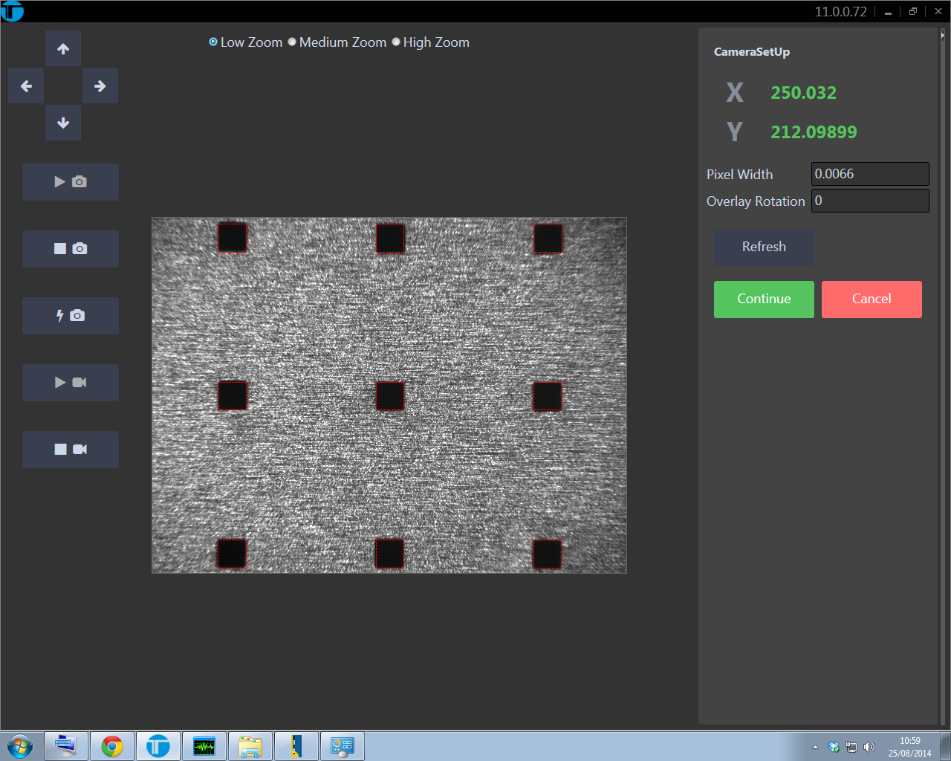 11.0.0.72
Low Zoom Medium Zoom High Zoom
CameraSetUp
X 250.032
Y 212.09899
Pixel Width 0.0066
Overlay Rotation 0
Refresh
Continue Cancel
10:59
25/08/2014